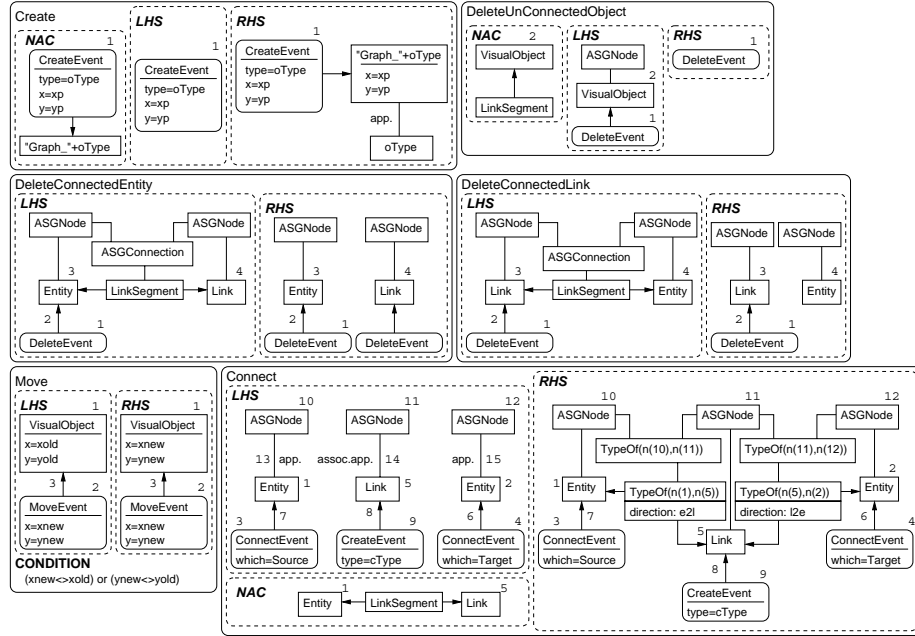 Create
NAC
1
CreateEvent
type=oType
x=xp
y=yp
"Graph_"+oType
LHS
1
CreateEvent
type=oType
x=xp
y=yp
RHS
1
CreateEvent
type=oType
x=xp
y=yp
"Graph_"+oType
x=xp
y=yp
app.
oType
DeleteUnConnectedObject
NAC
2
VisualObject
LinkSegment
LHS
ASGNode
2
VisualObject
1
DeleteEvent
RHS
1
DeleteEvent
DeleteConnectedEntity
LHS
ASGNode
ASGNode
ASGConnection
3
4
Entity
LinkSegment
Link
2
1
DeleteEvent
RHS
ASGNode
ASGNode
3
4
Entity
Link
2
1
DeleteEvent
DeleteEvent
DeleteConnectedLink
LHS
ASGNode
ASGNode
ASGConnection
3
4
Link
LinkSegment
Entity
2
1
DeleteEvent
RHS
ASGNode
ASGNode
3
4
Link
Entity
2
1
DeleteEvent
Move
LHS
1
VisualObject
x=xold
y=yold
3
2
MoveEvent
x=xnew
y=ynew
RHS
1
VisualObject
x=xnew
y=ynew
3
2
MoveEvent
x=xnew
y=ynew
CONDITION
(xnew<>xold) or (ynew<>yold)
Connect
LHS
10
11
12
ASGNode
ASGNode
ASGNode
13 app.
assoc.app. 14
app. 15
Entity 1
Link 5
Entity 2
3 7
8 9
6 4
ConnectEvent
which=Source
CreateEvent
type=cType
ConnectEvent
which=Target
NAC
1
5
Entity
LinkSegment
Link
RHS
10
11
12
ASGNode
ASGNode
ASGNode
TypeOf(n(10),n(11))
TypeOf(n(11),n(12))
1 Entity
TypeOf(n(1),n(5))
direction: e2l
TypeOf(n(5),n(2))
direction: l2e
2
Entity
3 7
5
Link
6 4
ConnectEvent
which=Source
ConnectEvent
which=Target
8 9
CreateEvent
type=cType